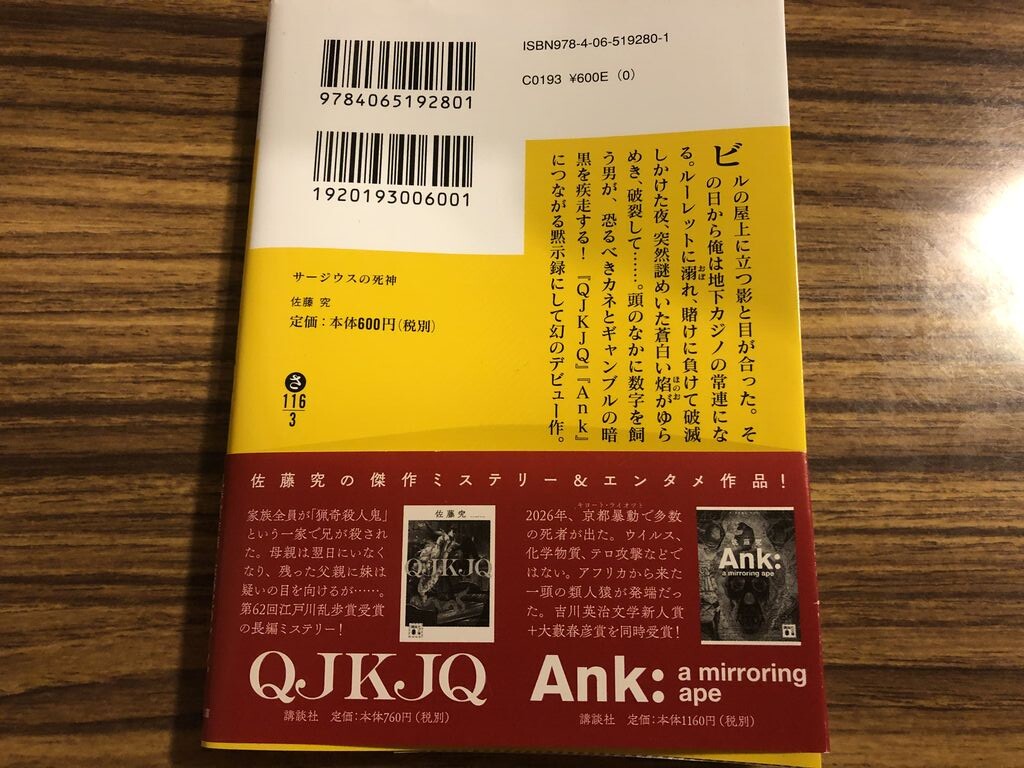 9784065192801
1920193006001
ISBN978-4-06-519280-1
C0193 ¥600E (0)
ビルの屋上に立つ影と目が合った。そ
の日から俺は地下カジノの常連にな
る。ルーレットに溺れ、賭けに負けて破滅
おぼ
しかけた夜、突然謎めいた蒼白い焰がゆら
ほのお
めき、破裂して……。頭のなかに数字を飼
う男が、恐るべきカネとギャンブルの暗
黒を疾走する! 『QJKJQ』『Ank』
につながる黙示録にして幻のデビュー作。
サージウスの死神
佐藤 究
定価:本体600円(税別)
さ
116
3
佐藤究の傑作ミステリー&エンタメ作品!
家族全員が「猟奇殺人鬼」
という一家で兄が殺され
た。母親は翌日にいなく
なり、残った父親に妹は
疑いの目を向けるが……。
第62回江戸川乱歩賞受賞
の長編ミステリー!
佐藤究
QJKJQ
QJKJQ
講談社 定価:本体760円(税別)
キョート・ライオット
2026年、京都暴動で多数
の死者が出た。ウイルス、
化学物質、テロ攻撃などで
はない。アフリカから来た
一頭の類人猿が発端だっ
た。吉川英治文学新人賞
+大藪春彦賞を同時受賞!
Ank:
a mirroring ape
Ank: a mirroring
ape
講談社 定価:本体1160円(税別)